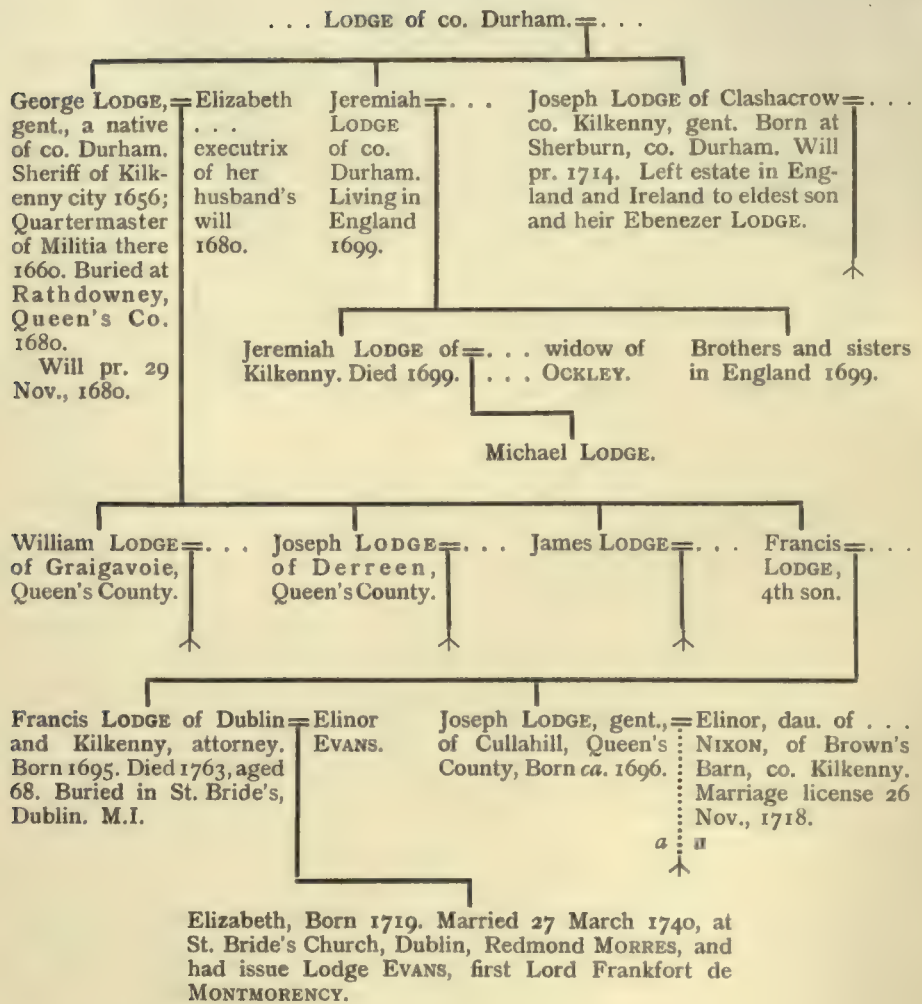 . . . LODGE of co. Durham.=. . .
George LODGE,=Elizabeth
gent., a native . . .
of co. Durham. executrix
Sheriff of Kilk- of her
enny city 1656; husband's
Quartermaster will
of Militia there 1680.
1660. Buried at
Rathdowney,
Queen's Co.
1680.
Will pr. 29
Nov., 1680.
Jeremiah=. . .
LODGE
of co.
Durham.
Living in
England
1699.
Joseph LODGE of Clashacrow=. . .
co. Kilkenny, gent. Born at
Sherburn, co. Durham. Will
pr. 1714. Left estate in Eng-
land and Ireland to eldest son
and heir Ebenezer LODGE.
Jeremiah LODGE of=. . . widow of
Kilkenny. Died 1699. . . . OCKLEY.
Brothers and sisters
in England 1699.
Michael LODGE.
William LODGE=. . .
of Graigavoie,
Queen's County.
Joseph LODGE=. . .
of Derreen,
Queen's County.
James LODGE=. . .
Francis=. . .
LODGE,
4th son.
Francis LODGE of Dublin=Elinor
and Kilkenny, attorney. EVANS.
Born 1695. Died 1763, aged
68. Buried in St. Bride's,
Dublin. M.I.
Joseph LODGE, gent.,=Elinor, dau. of . . .
of Cullahill, Queen's NIXON, of Brown's
County, Born ca. 1696. Barn, co. Kilkenny.
Marriage license 26
Nov., 1718.
a
Elizabeth, Born 1719. Married 27 March 1740, at
St. Bride's Church, Dublin, Redmond MORRES, and
had issue Lodge EVANS, first Lord Frankfort de
MONTMORENCY.